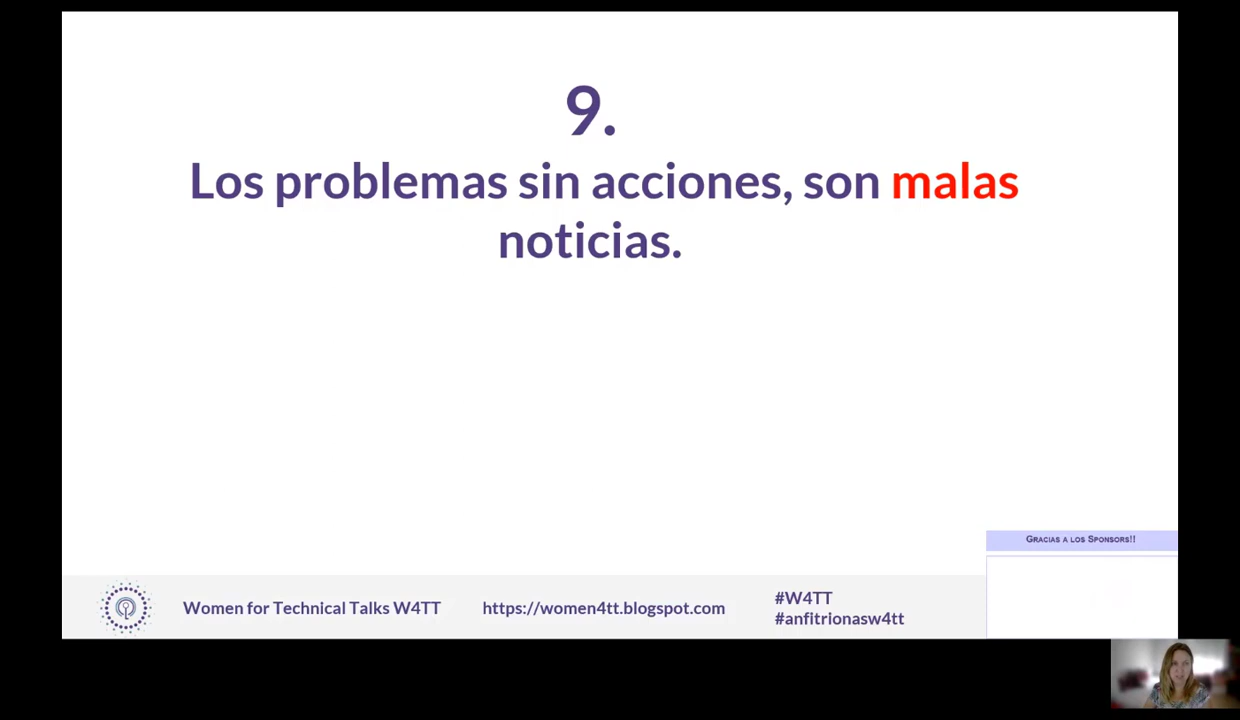 9.
Los problemas sin acciones, son malas
noticias.
Gracias a los Sponsors!!
Women for Technical Talks W4TT
https://women4tt.blogspot.com
#W4TT
#anfitrionasw4tt